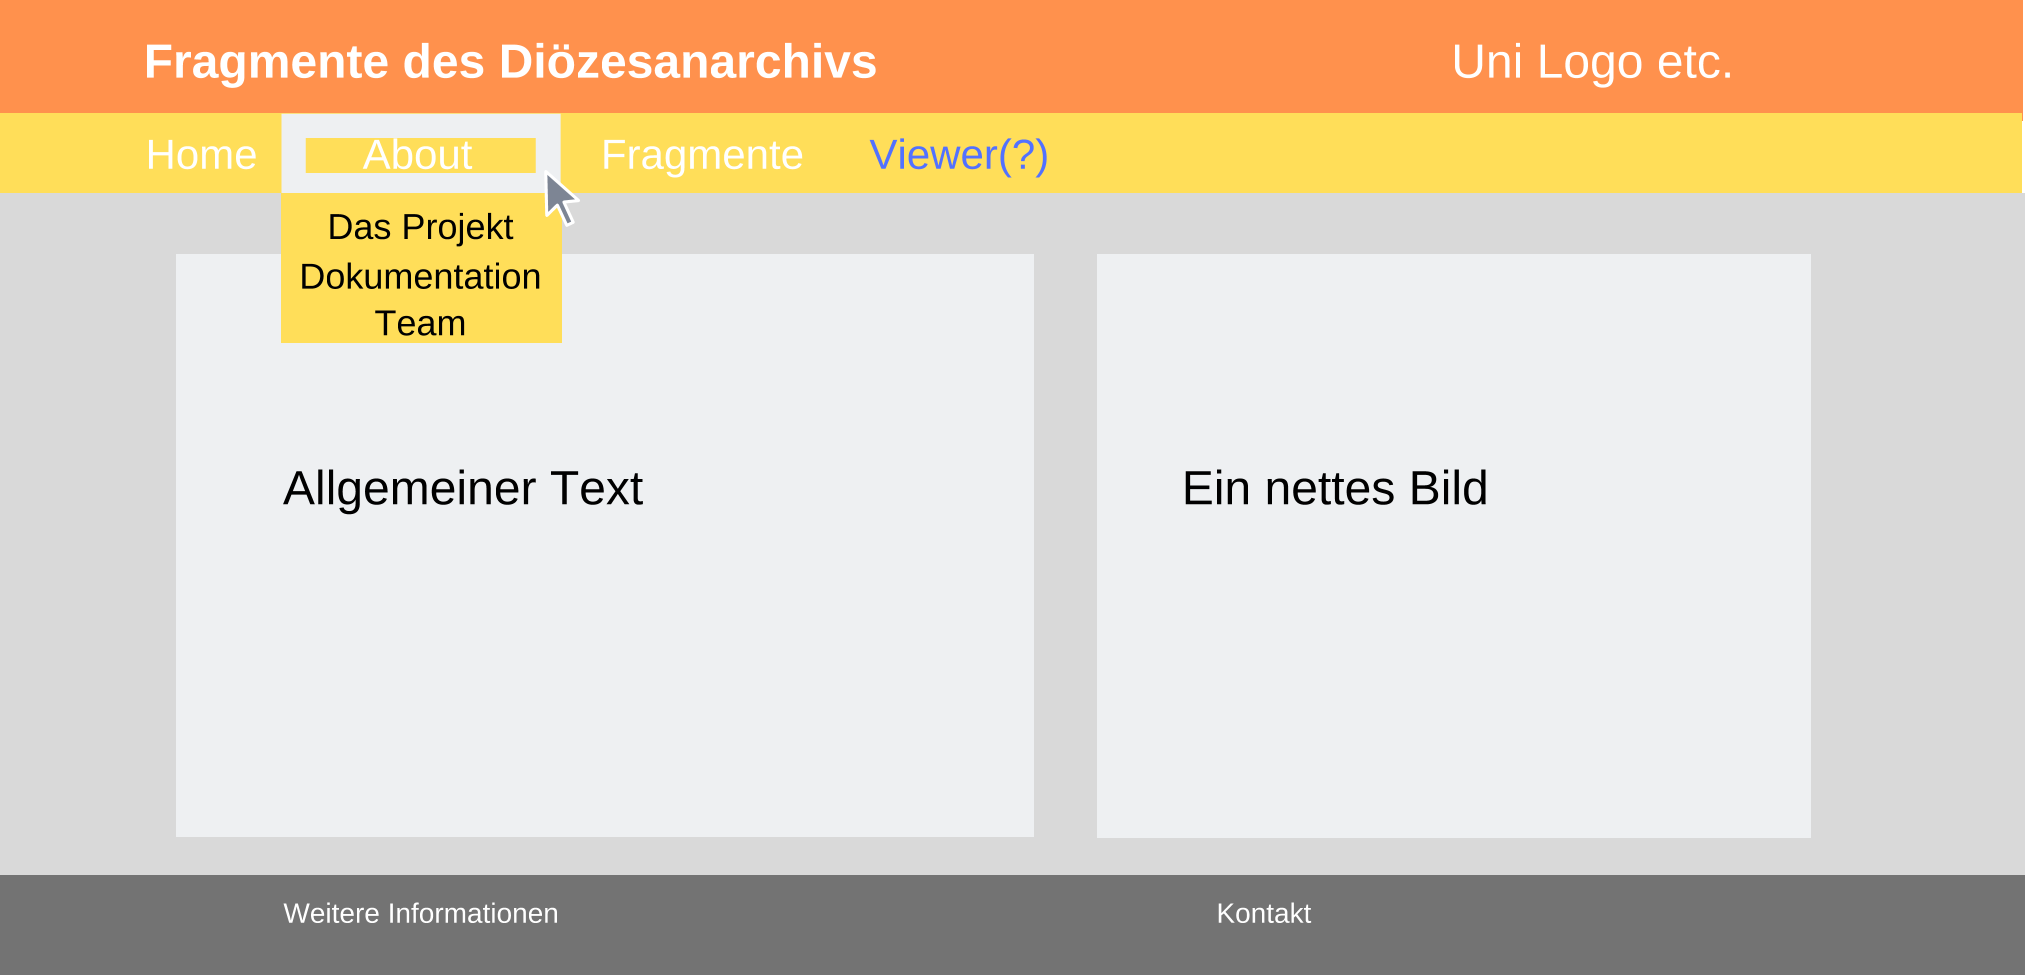 Fragmente des Diözesanarchivs
Uni Logo etc.
Home
About
Fragmente
Viewer(?)
Das Projekt
Dokumentation
Team
Allgemeiner Text
Ein nettes Bild
Weitere Informationen
Kontakt